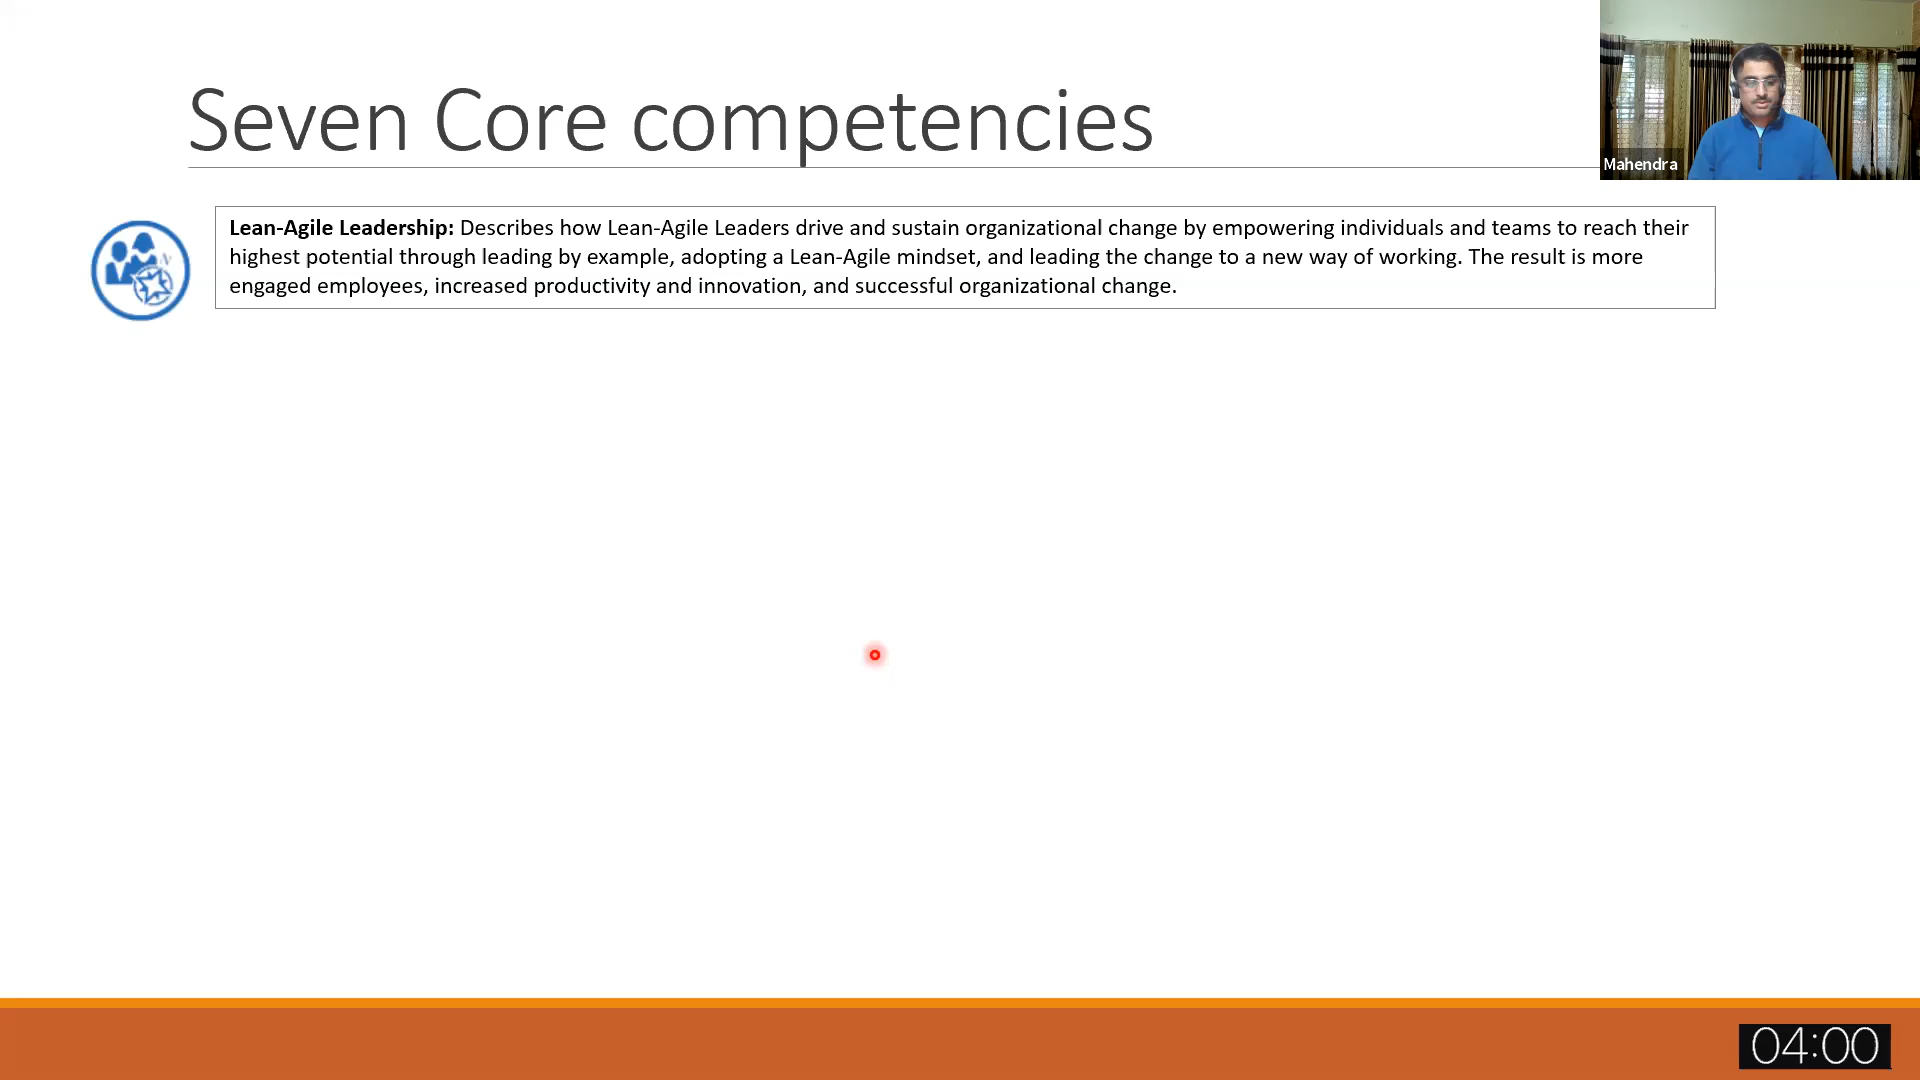 Seven Core competencies
Mahendra
Lean-Agile Leadership: Describes how Lean-Agile Leaders drive and sustain organizational change by empowering individuals and teams to reach their
highest potential through leading by example, adopting a Lean-Agile mindset, and leading the change to a new way of working. The result is more
engaged employees, increased productivity and innovation, and successful organizational change.
04:00